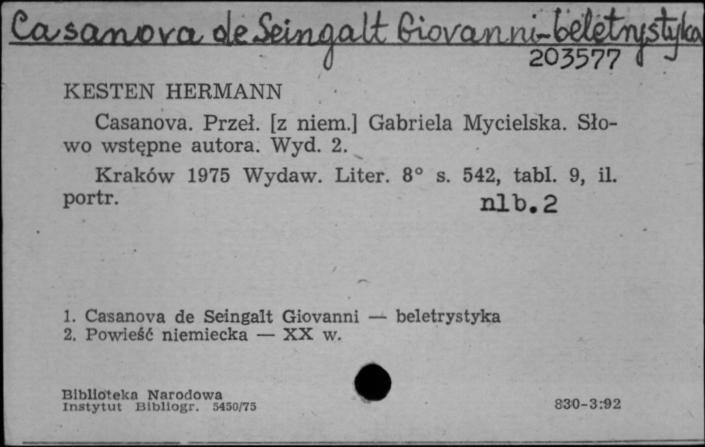 Casanova de Seingalt Giovanni - beletrystyka
203577
KESTEN HERMANN
Casanova. Przeł. [z niem.] Gabriela Mycielska. Sło-
wo wstępne autora. Wyd. 2.
Kraków 1975 Wydaw. Liter. 8° s. 542, tabl. 9, il.
portr.
nlb. 2
1. Casanova de Seingalt Giovanni — beletrystyka
2. Powieść niemiecka — XX w.
Biblioteka Narodowa
Instytut Bibliogr. 5450/75
830-3:92